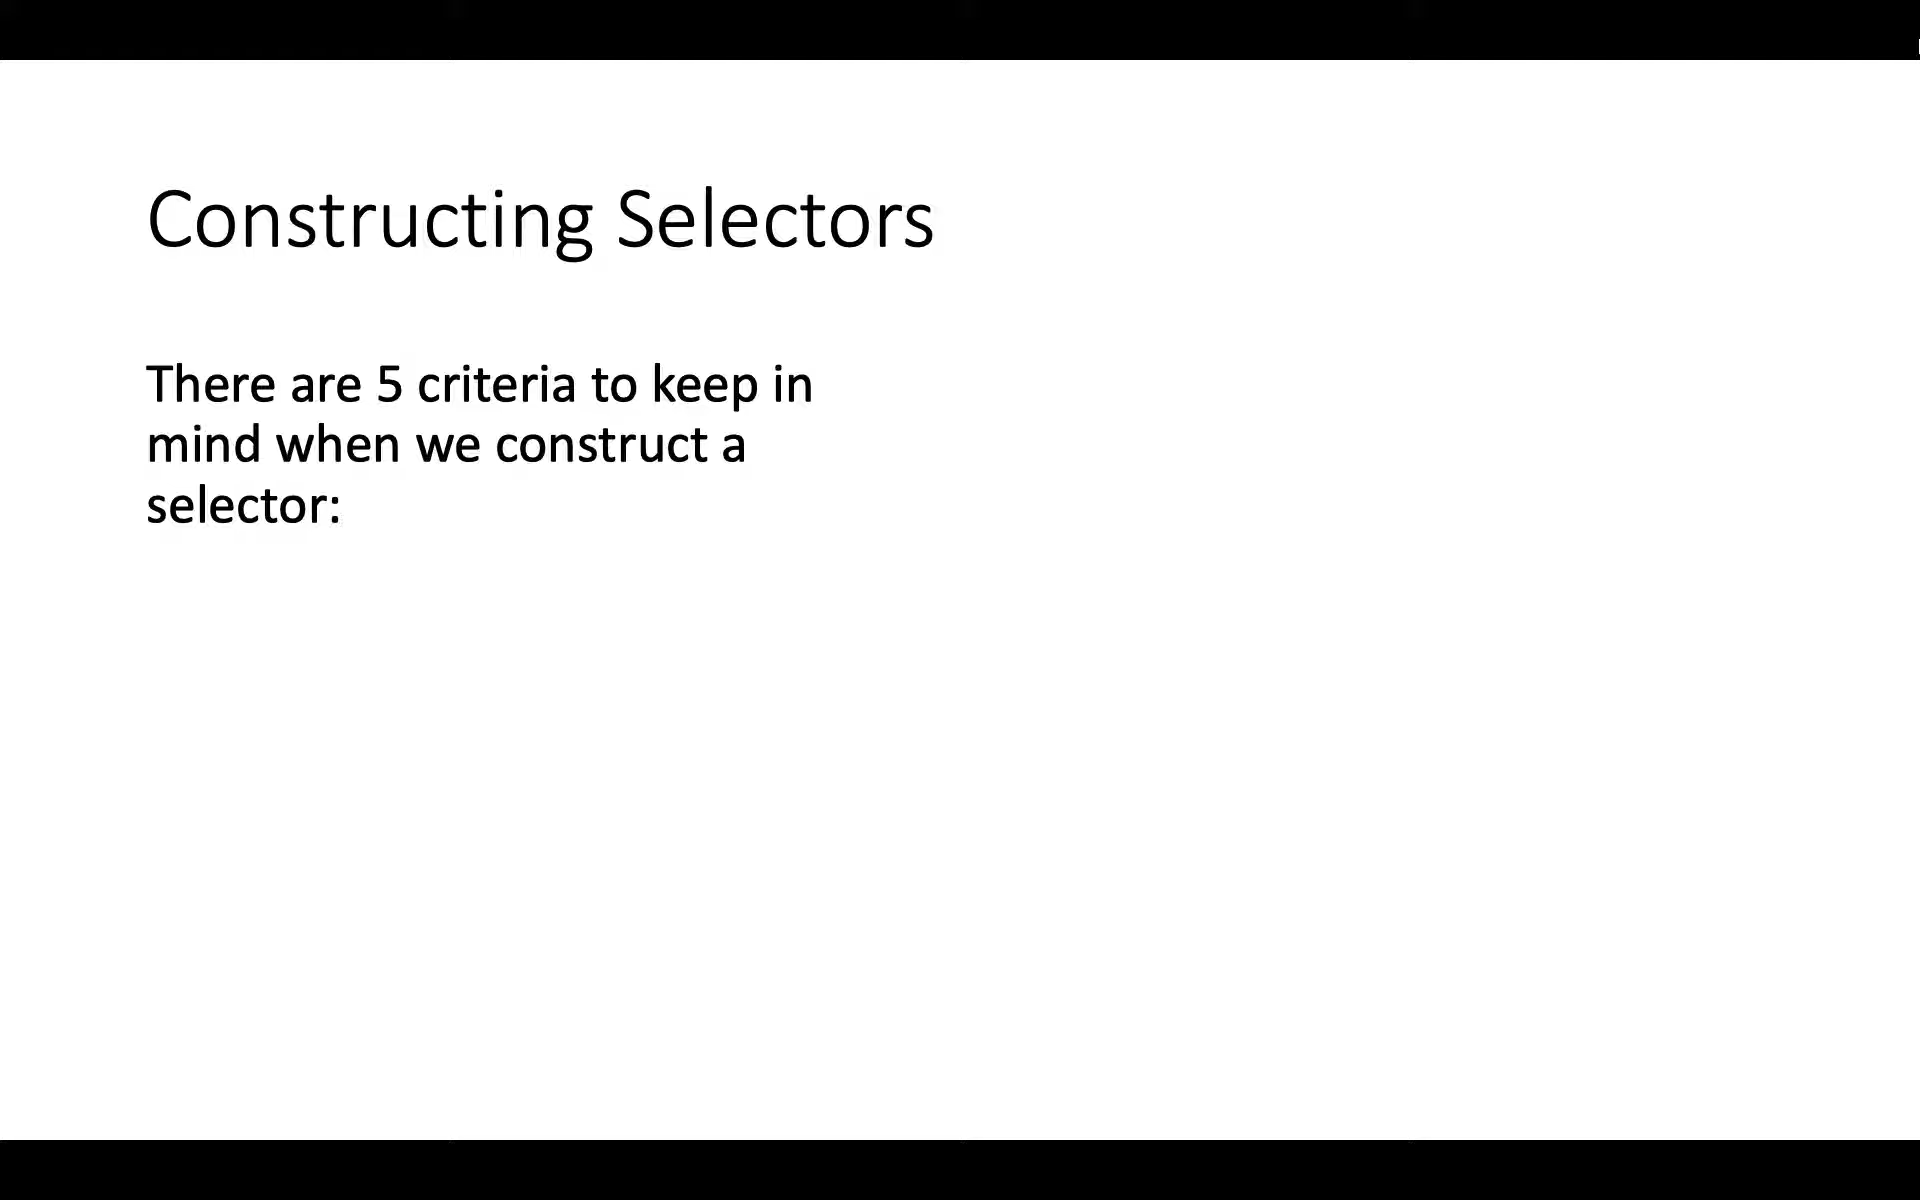 Constructing Selectors
There are 5 criteria to keep in
mind when we construct a
selector: